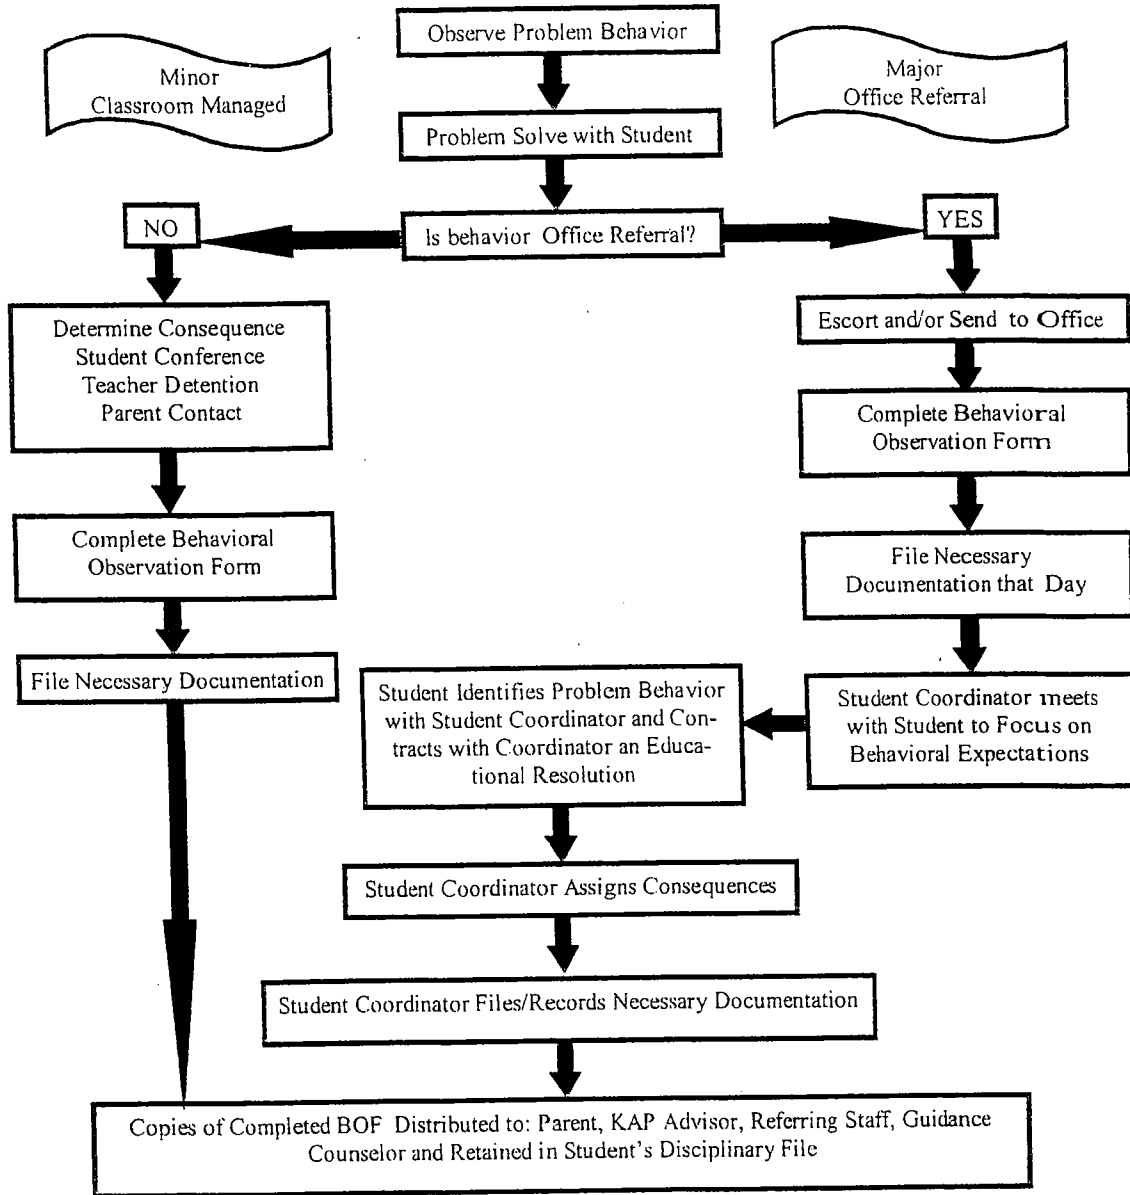 Observe Problem Behavior
Minor
Classroom Managed
Major
Office Referral
Problem Solve with Student
NO
Is behavior Office Referral?
YES
Determine Consequence
Student Conference
Teacher Detention
Parent Contact
Escort and/or Send to Office
Complete Behavioral
Observation Form
Complete Behavioral
Observation Form
File Necessary
Documentation that Day
File Necessary Documentation
Student Coordinator meets
with Student to Focus on
Behavioral Expectations
Student Identifies Problem Behavior
with Student Coordinator and Con-
tracts with Coordinator an Educa-
tional Resolution
Student Coordinator Assigns Consequences
Student Coordinator Files/Records Necessary Documentation
Copies of Completed BOF Distributed to: Parent, KAP Advisor, Referring Staff, Guidance
Counselor and Retained in Student's Disciplinary File